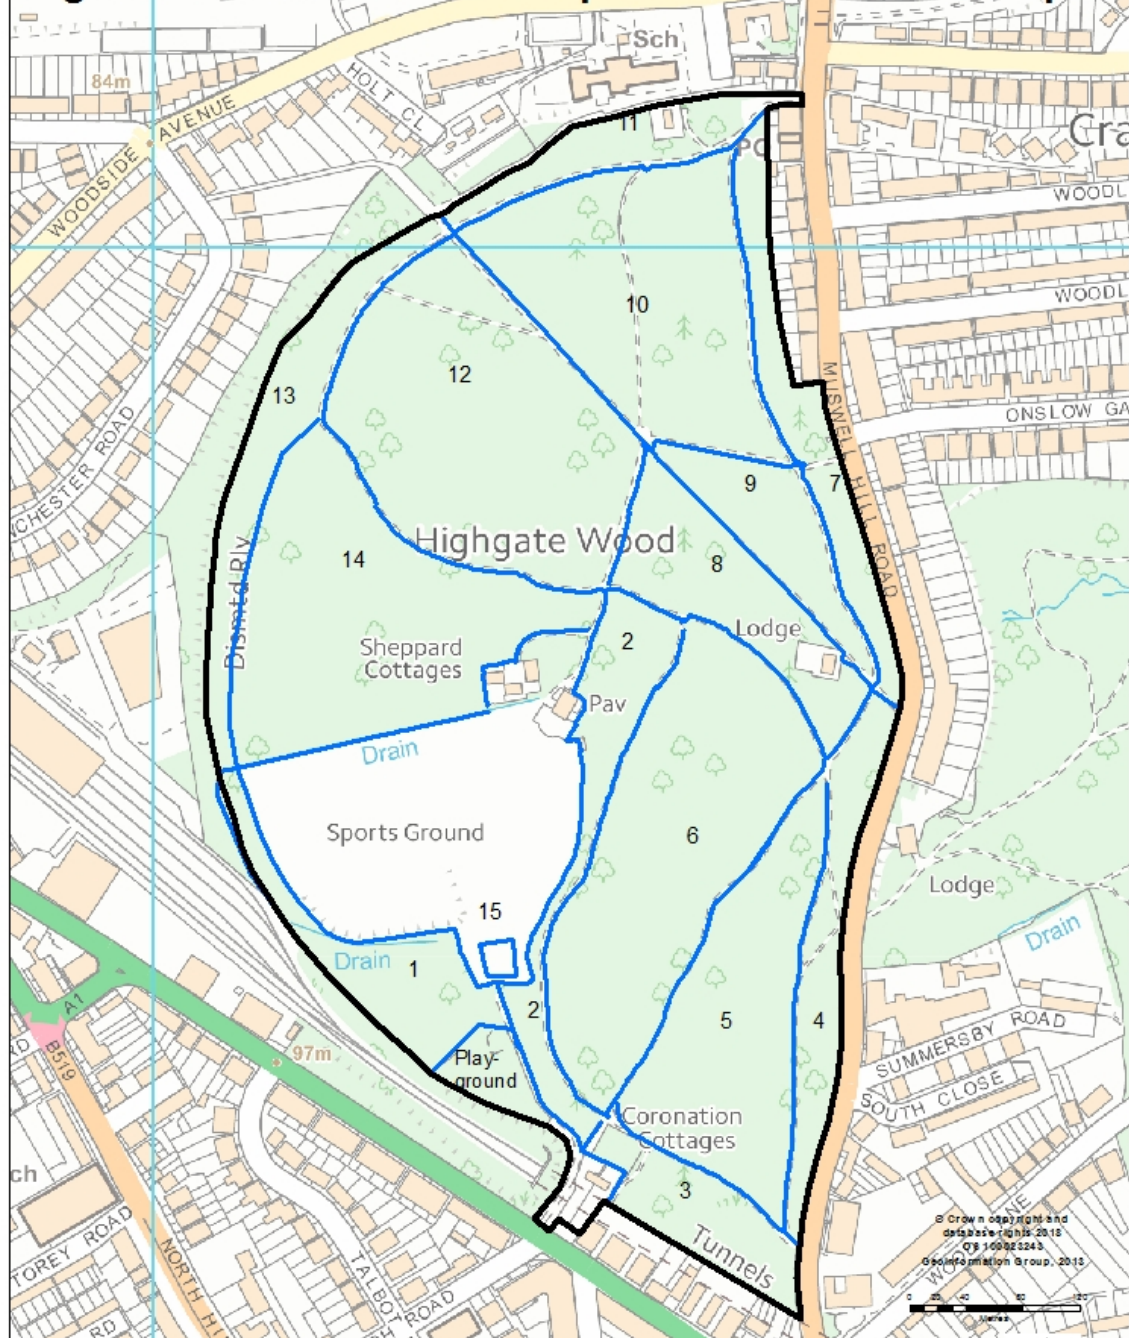 Sch
84m
HOLT CL
AVENUE
WOODSIDE
11
PO
Cra
WOODL
10
WOODL
12
13
MUSWELL HILL ROAD
ONSLOW GA
CHESTER ROAD
9
7
Highgate Wood
14
8
Dismtd Rly
2
Lodge
Sheppard
Cottages
Pav
Drain
Sports Ground
6
Lodge
15
Drain
Drain
1
A1
2
5
4
SUMMERSBY ROAD
RD
B519
97m
Play-
ground
SOUTH CLOSE
Coronation
Cottages
ch
3
Tunnels
© Crown copyright and
database rights 2013
OS 100023243
GeoInformation Group, 2013
TOREY ROAD
NORTH HI
TALBOT ROAD
RD
Metres